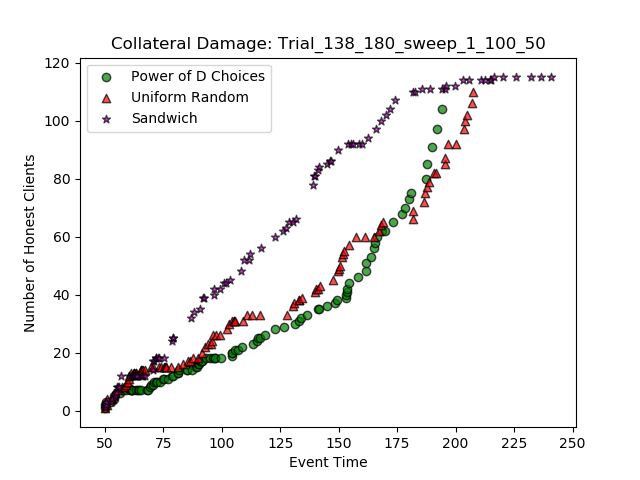 Collateral Damage: Trial_138_180_sweep_1_100_50
120
100
80
60
40
20
0
Number of Honest Clients
Power of D Choices
Uniform Random
Sandwich
50 75 100 125 150 175 200 225 250
Event Time